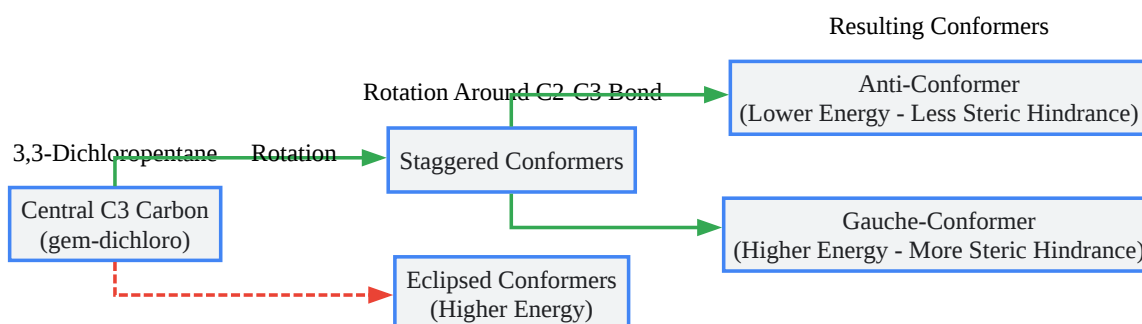 Resulting Conformers
Anti-Conformer
(Lower Energy - Less Steric Hindrance)
Rotation Around C2-C3 Bond
3,3-Dichloropentane
Rotation
Staggered Conformers
Central C3 Carbon
(gem-dichloro)
Gauche-Conformer
(Higher Energy - More Steric Hindrance)
Eclipsed Conformers
(Higher Energy)